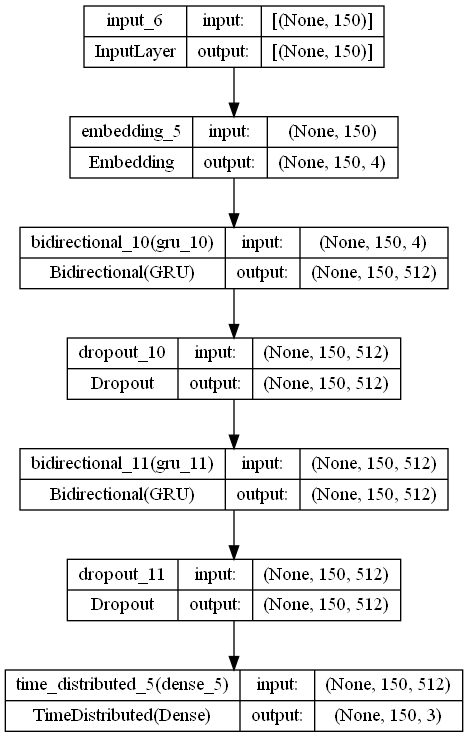 input_6 input: [(None, 150)]
InputLayer output: [(None, 150)]
embedding_5 input: (None, 150)
Embedding output: (None, 150, 4)
bidirectional_10(gru_10) input: (None, 150, 4)
Bidirectional(GRU) output: (None, 150, 512)
dropout_10 input: (None, 150, 512)
Dropout output: (None, 150, 512)
bidirectional_11(gru_11) input: (None, 150, 512)
Bidirectional(GRU) output: (None, 150, 512)
dropout_11 input: (None, 150, 512)
Dropout output: (None, 150, 512)
time_distributed_5(dense_5) input: (None, 150, 512)
TimeDistributed(Dense) output: (None, 150, 3)